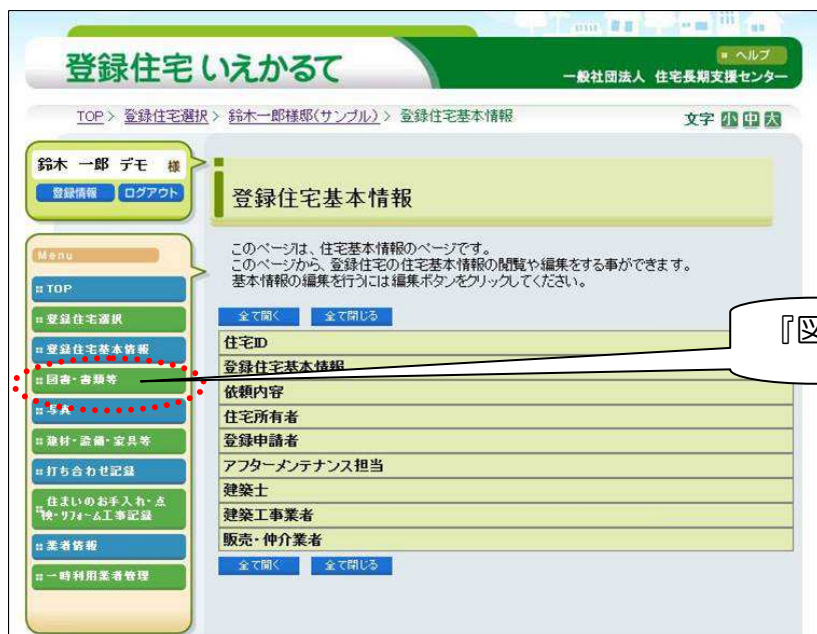 登録住宅 いえかるて
ヘルプ
一般社団法人 住宅長期支援センター
TOP > 登録住宅選択 > 鈴木一郎様邸(サンプル) > 登録住宅基本情報
文字 小 中 大
鈴木 一郎 デモ 様
登録情報 ログアウト
登録住宅基本情報
このページは、住宅基本情報のページです。
このページから、登録住宅の住宅基本情報の閲覧や編集をする事ができます。
基本情報の編集を行うには編集ボタンをクリックしてください。
Menu
TOP
登録住宅選択
登録住宅基本情報
図書・書類等
写真
建材・設備・家具等
打ち合わせ記録
住まいのお手入れ・点
検・リフォーム工事記録
業者情報
一時利用業者管理
全て開く 全て閉じる
住宅ID
登録住宅基本情報
依頼内容
住宅所有者
登録申請者
アフターメンテナンス担当
建築士
建築工事業者
販売・仲介業者
全て開く 全て閉じる
『図